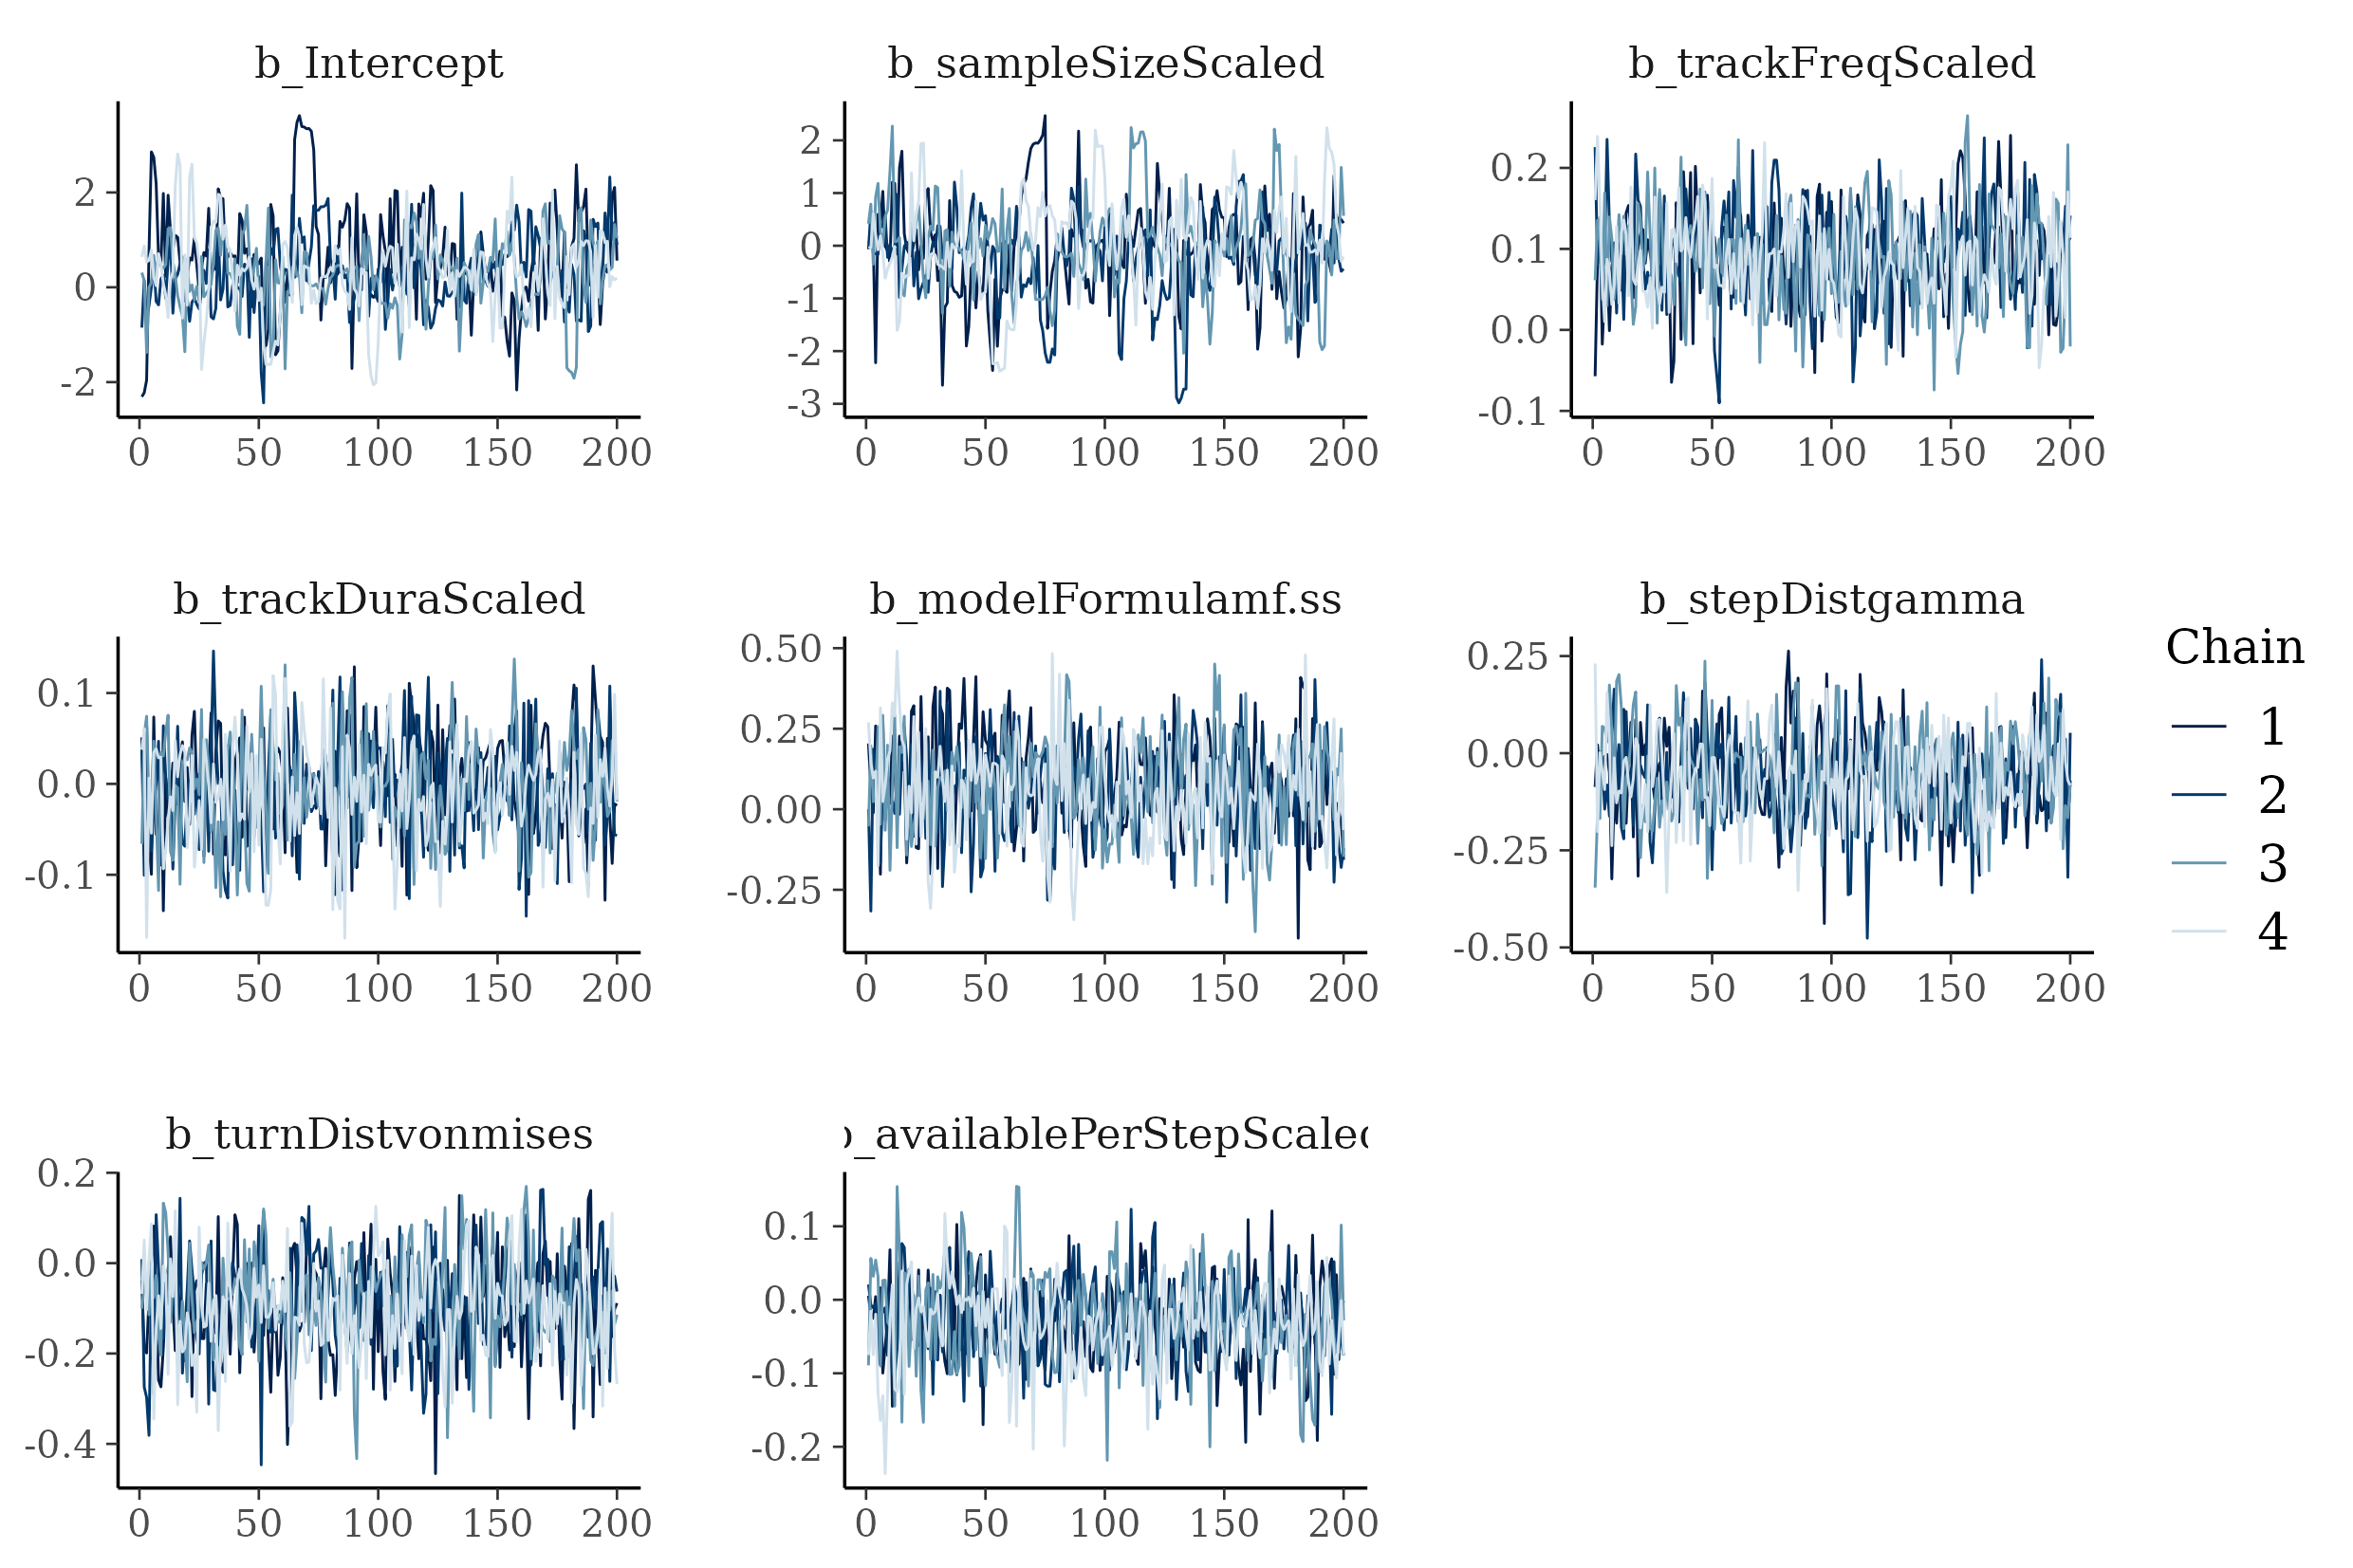 b_Intercept
b_sampleSizeScaled
b_trackFreqScaled
2
0
-2
0 50 100 150 200
2
1
0
-1
-2
-3
0 50 100 150 200
0.2
0.1
0.0
-0.1
0 50 100 150 200
b_trackDuraScaled
b_modelFormulamf.ss
b_stepDistgamma
0.1
0.0
-0.1
0 50 100 150 200
0.50
0.25
0.00
-0.25
0 50 100 150 200
0.25
0.00
-0.25
-0.50
0 50 100 150 200
Chain
1
2
3
4
b_turnDistvonmises
b_availablePerStepScaled
0.2
0.0
-0.2
-0.4
0 50 100 150 200
0.1
0.0
-0.1
-0.2
0 50 100 150 200